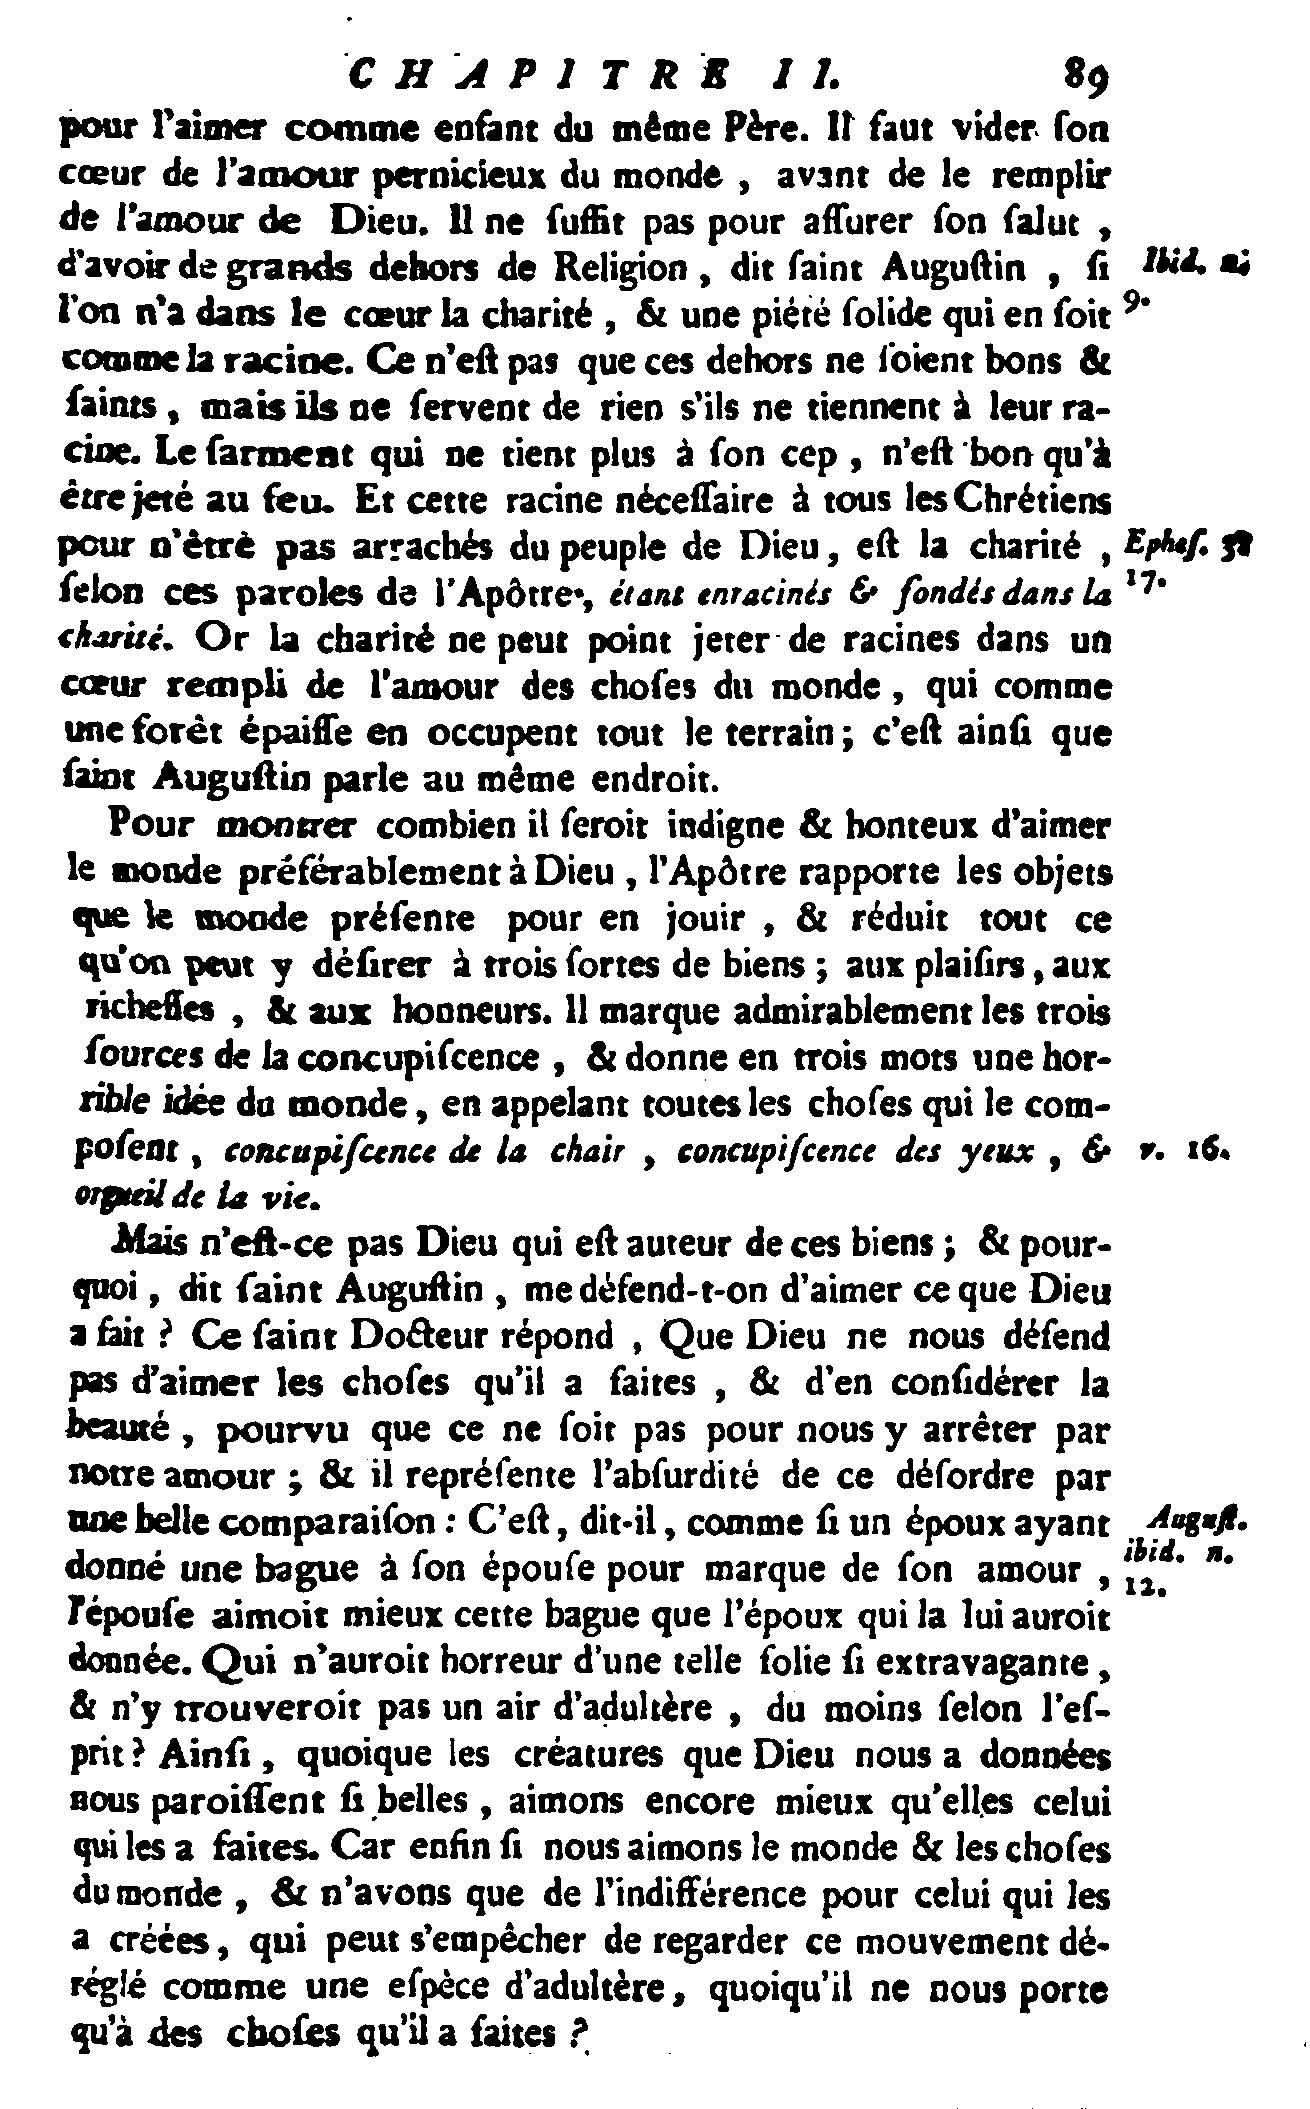 CHAPITRE II. 89
pour l'aimer comme enfant du même Père. Il faut vider ſon
cœur de l'amour pernicieux du monde , avant de le remplir
de l'amour de Dieu. Il ne ſuffit pas pour aſſurer ſon ſalut ,
d'avoir de grands dehors de Religion , dit ſaint Auguſtin , ſi
Ibid. n.
l'on n'a dans le cœur la charité , & une piété ſolide qui en ſoit
9.
comme la racine. Ce n'eſt pas que ces dehors ne ſoient bons &
ſaints , mais ils ne ſervent de rien s'ils ne tiennent à leur ra-
cine. Le ſarment qui ne tient plus à ſon cep , n'eſt bon qu'à
être jeté au feu. Et cette racine néceſſaire à tous les Chrétiens
pour n'être pas arrachés du peuple de Dieu, eſt la charité ,
Epheſ. 3.
ſelon ces paroles de l'Apôtre, étant enracinés & fondés dans la
17.
charité. Or la charité ne peut point jeter de racines dans un
cœur rempli de l'amour des choſes du monde , qui comme
une forêt épaiſſe en occupent tout le terrain ; c'eſt ainſi que
ſaint Auguſtin parle au même endroit.
Pour montrer combien il ſeroit indigne & honteux d'aimer
le monde préférablement à Dieu , l'Apôtre rapporte les objets
que le monde préſente pour en jouir , & réduit tout ce
qu'on peut y déſirer à trois ſortes de biens ; aux plaiſirs , aux
richeſſes , & aux honneurs. Il marque admirablement les trois
ſources de la concupiſcence , & donne en trois mots une hor-
rible idée du monde , en appelant toutes les choſes qui le com-
poſent , concupiſcence de la chair , concupiſcence des yeux , &
v. 16.
orgueil de la vie.
Mais n'eſt-ce pas Dieu qui eſt auteur de ces biens ; & pour-
quoi , dit ſaint Auguſtin , me défend-t-on d'aimer ce que Dieu
a fait ? Ce ſaint Docteur répond , Que Dieu ne nous défend
pas d'aimer les choſes qu'il a faites , & d'en conſidérer la
beauté , pourvu que ce ne ſoit pas pour nous y arrêter par
notre amour ; & il repréſente l'abſurdité de ce déſordre par
une belle comparaiſon : C'eſt , dit-il , comme ſi un époux ayant
Auguſt.
donné une bague à ſon épouſe pour marque de ſon amour ,
ibid. n.
12.
l'épouſe aimoit mieux cette bague que l'époux qui la lui auroit
donnée. Qui n'auroit horreur d'une telle folie ſi extravagante ,
& n'y trouveroit pas un air d'adultère , du moins ſelon l'eſ-
prit ? Ainſi , quoique les créatures que Dieu nous a données
nous paroiſſent ſi belles , aimons encore mieux qu'elles celui
qui les a faites. Car enfin ſi nous aimons le monde & les choſes
du monde , & n'avons que de l'indifférence pour celui qui les
a créées , qui peut s'empêcher de regarder ce mouvement dé-
réglé comme une eſpèce d'adultère , quoiqu'il ne nous porte
qu'à des choſes qu'il a faites ?